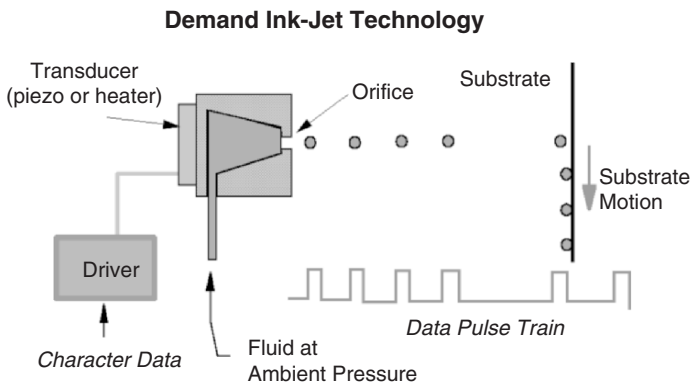 Demand Ink-Jet Technology
Transducer
(piezo or heater)
Orifice
Substrate
Substrate
Motion
Driver
Data Pulse Train
Character Data
Fluid at
Ambient Pressure